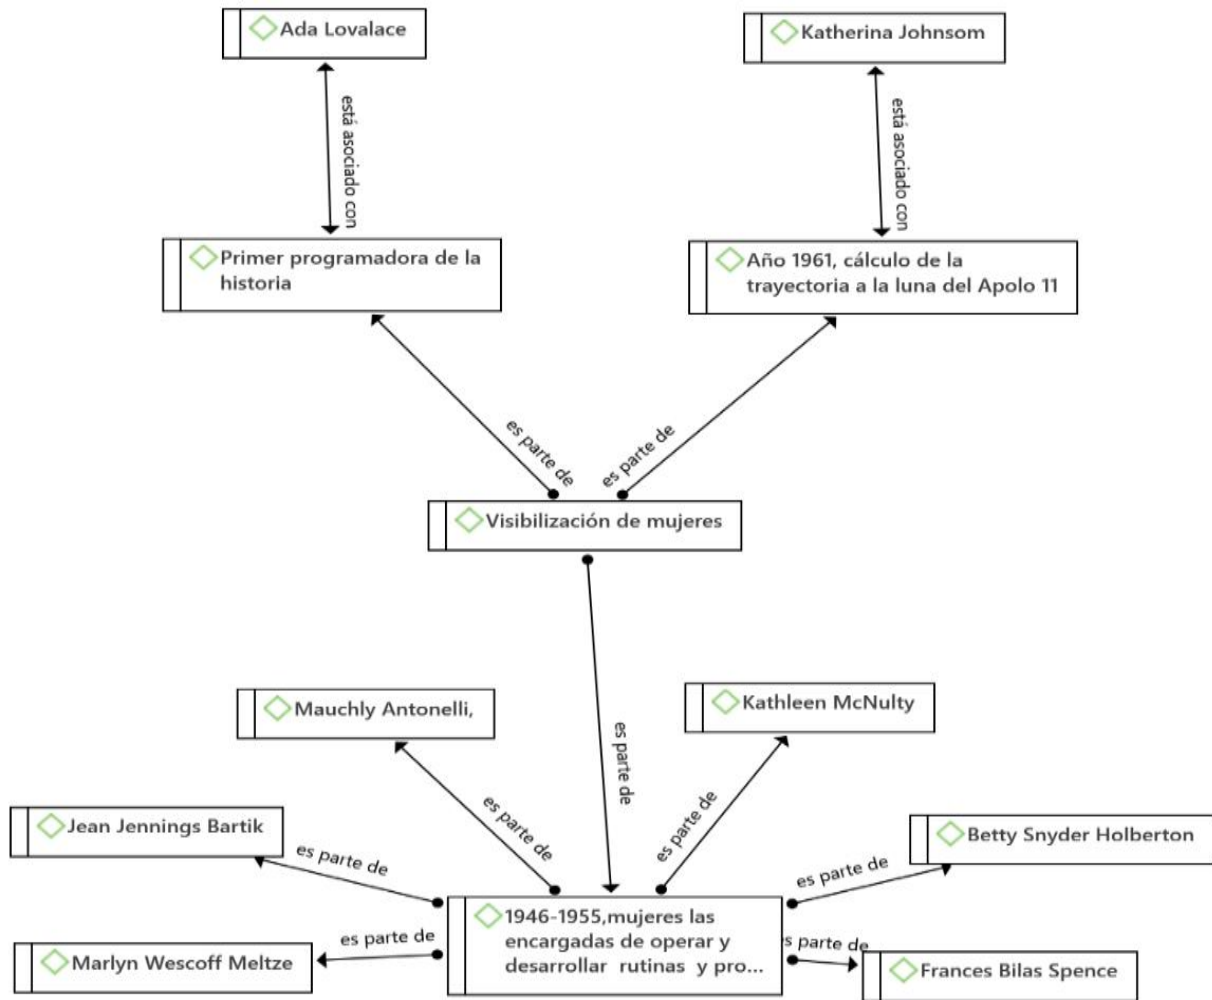 Ada Lovalace
Katherina Johnsom
está asociado con
está asociado con
Primer programadora de la
historia
Año 1961, cálculo de la
trayectoria a la luna del Apolo 11
es parte de
es parte de
Visibilización de mujeres
es parte de
Mauchly Antonelli,
Kathleen McNulty
es parte de
es parte de
Jean Jennings Bartik
es parte de
es parte de
Betty Snyder Holberton
1946-1955,mujeres las
encargadas de operar y
desarrollar rutinas y pro...
Marlyn Wescoff Meltze
es parte de
es parte de
Frances Bilas Spence